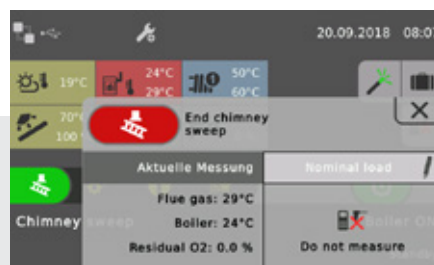 20.09.2018 08:07
19°C
24°C
29°C
50°C
60°C
70°
100
End chimney
sweep
X
Aktuelle Messung
Nominal load
Flue gas: 29°C
Boiler: 24°C
Residual O2: 0.0 %
Do not measure
Chimney sweep
Boiler ON